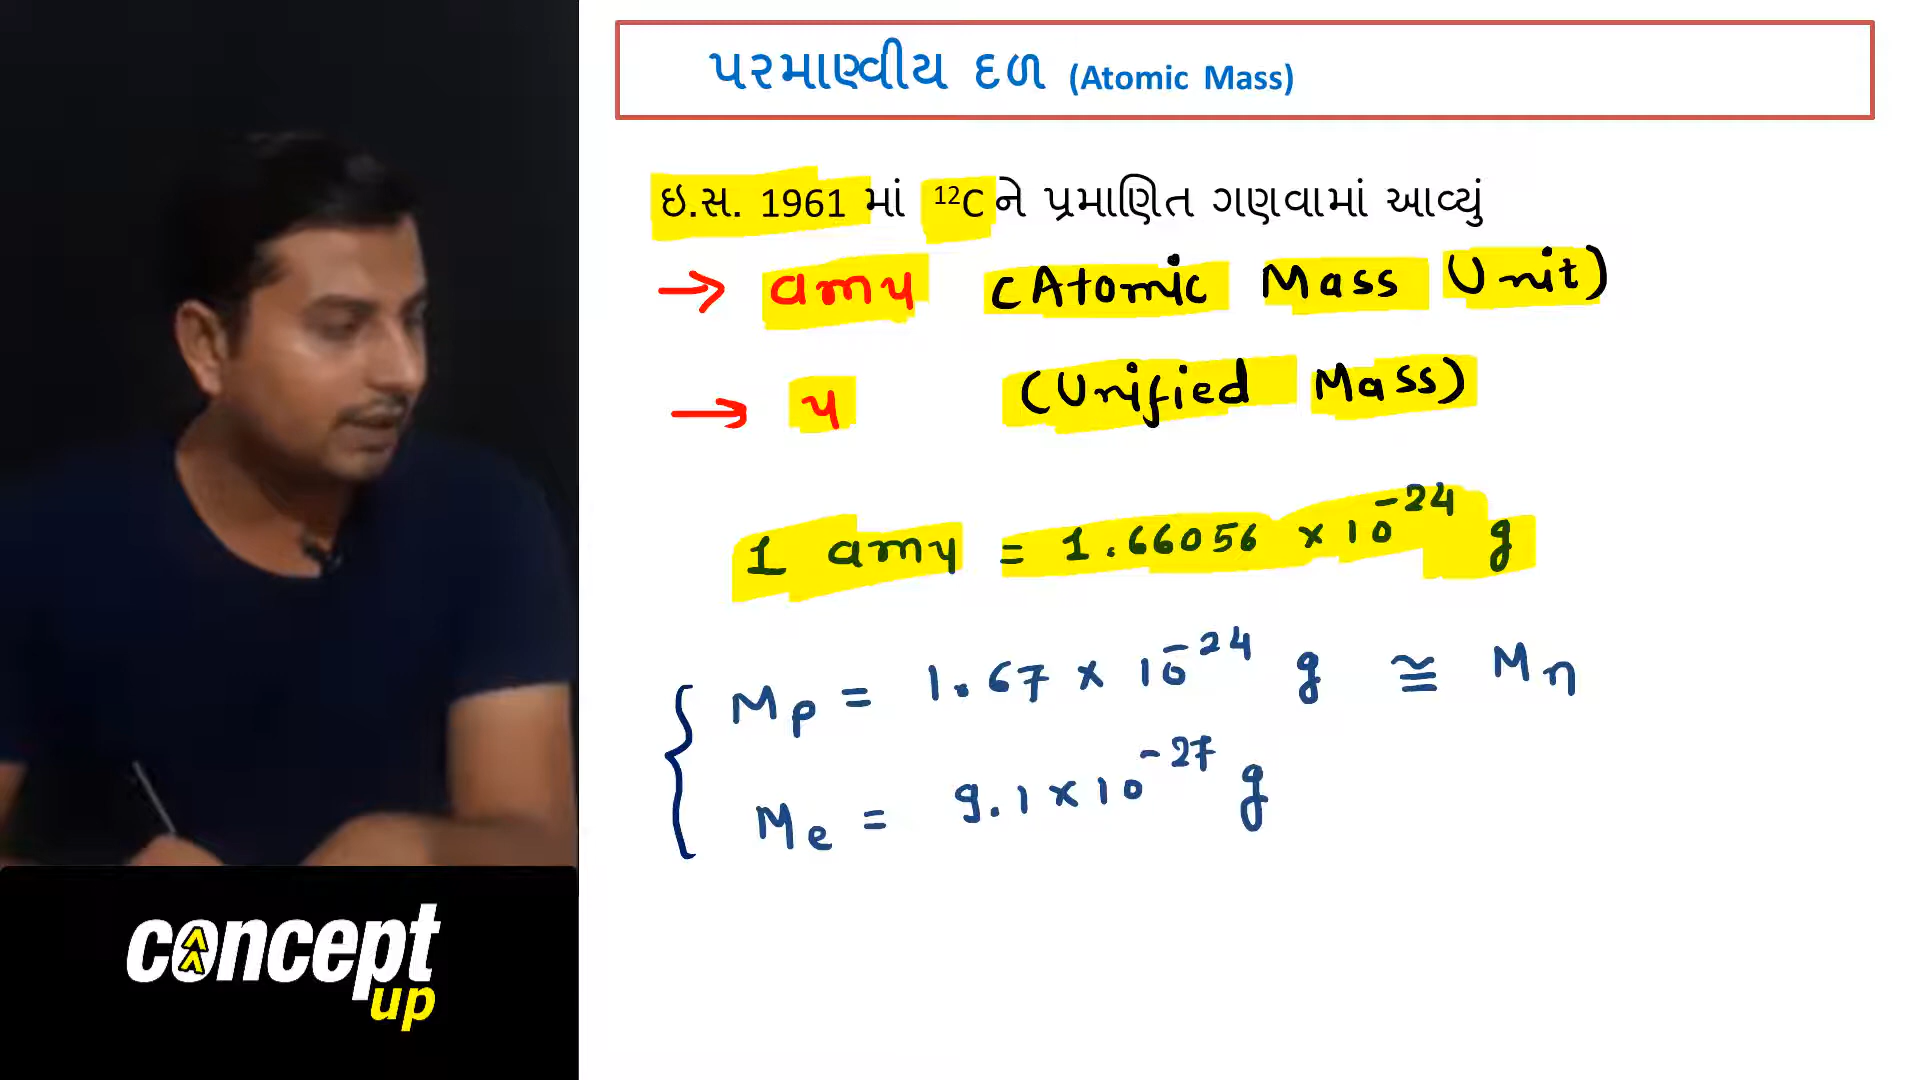 પરમાણ્વીય દળ (Atomic Mass)
ઇ.સ. 1961 માં ¹²C ને પ્રમાણિત ગણવામાં આવ્યું
→ amu (Atomic Mass Unit)
→ u (Unified Mass)
1 amu = 1.66056 × 10⁻²⁴ g
Mp = 1.67 × 10⁻²⁴ g ≅ Mn
Me = 9.1 × 10⁻²⁷ g
concept
up